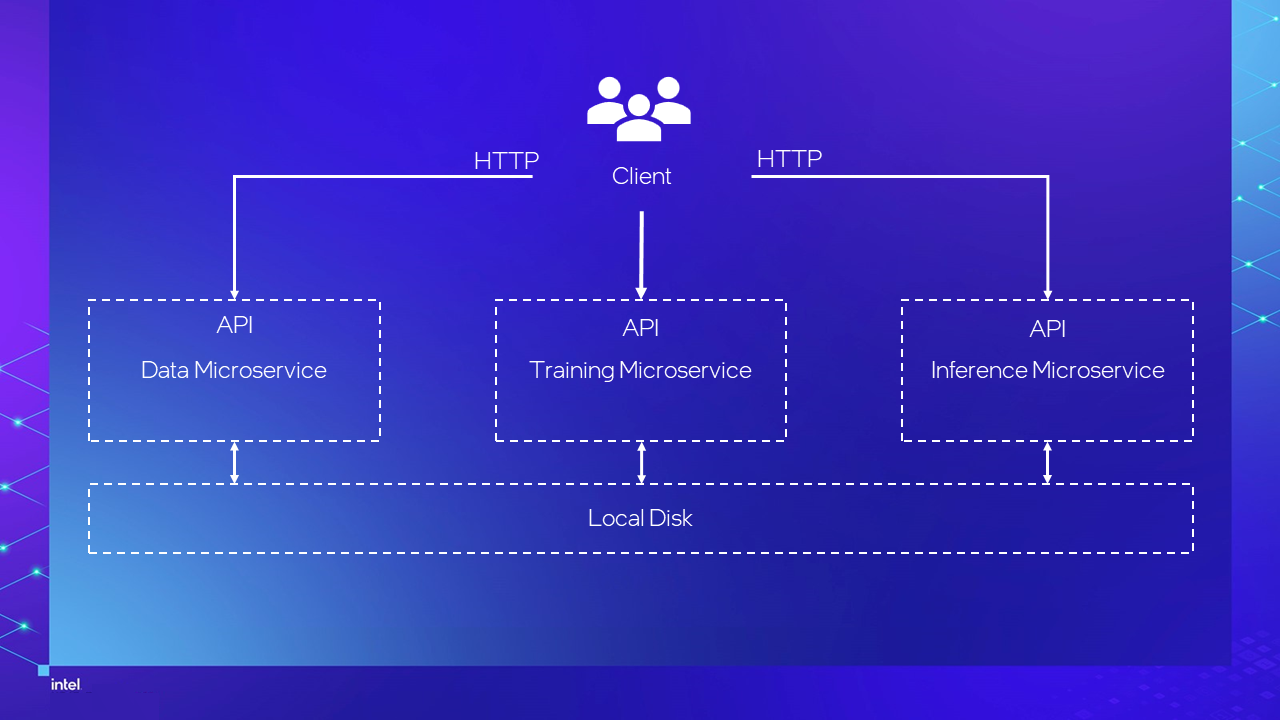 HTTP
HTTP
Client
API
API
API
Data Microservice
Training Microservice
Inference Microservice
Local Disk
intel